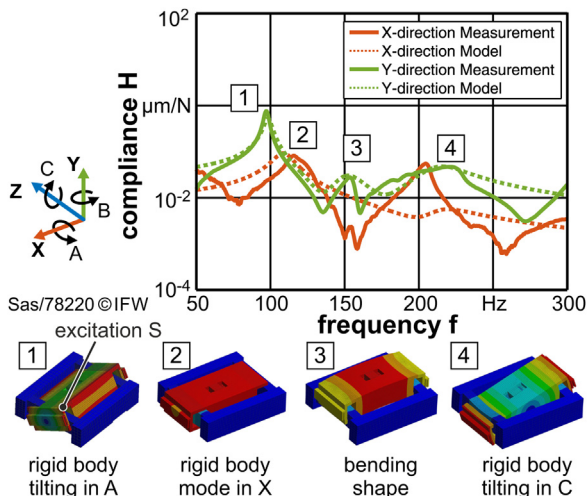 10²
X-direction Measurement
X-direction Model
Y-direction Measurement
Y-direction Model
compliance H
µm/N
1
2
3
4
10⁻²
10⁻⁴
C
Y
Z
B
X
A
50
100
150
200
Hz
300
Sas/78220 ©IFW
frequency f
excitation S
1
2
3
4
rigid body
tilting in A
rigid body
mode in X
bending
shape
rigid body
tilting in C